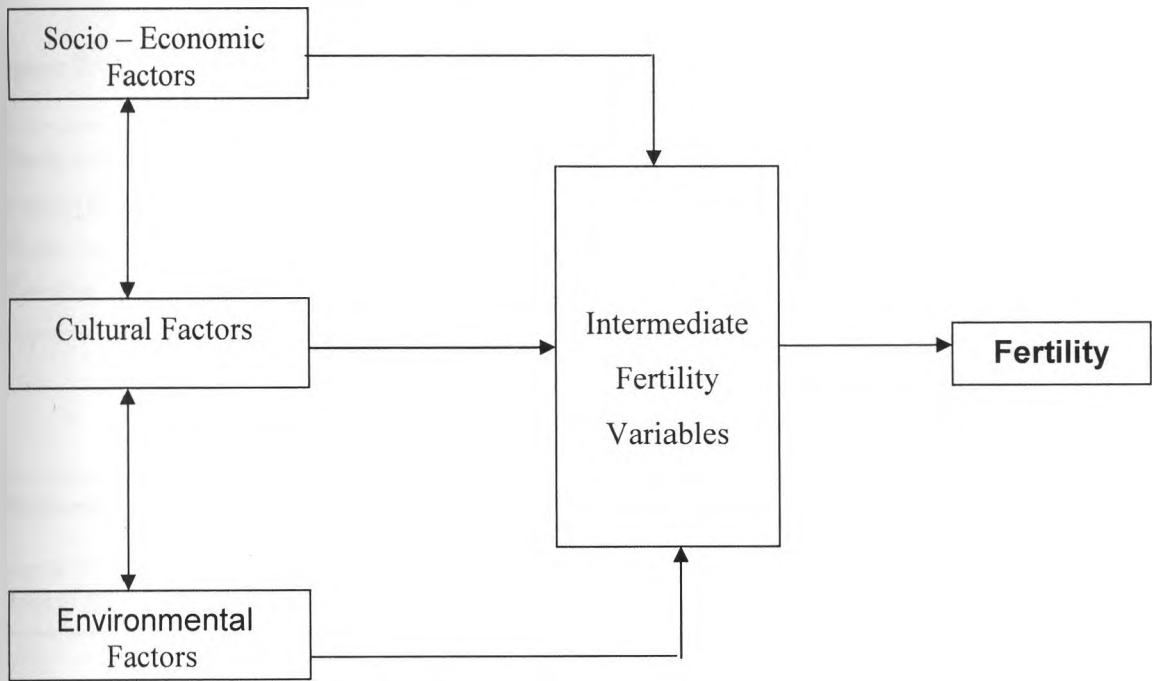 Socio – Economic
Factors
Cultural Factors
Intermediate
Fertility
Variables
Fertility
Environmental
Factors